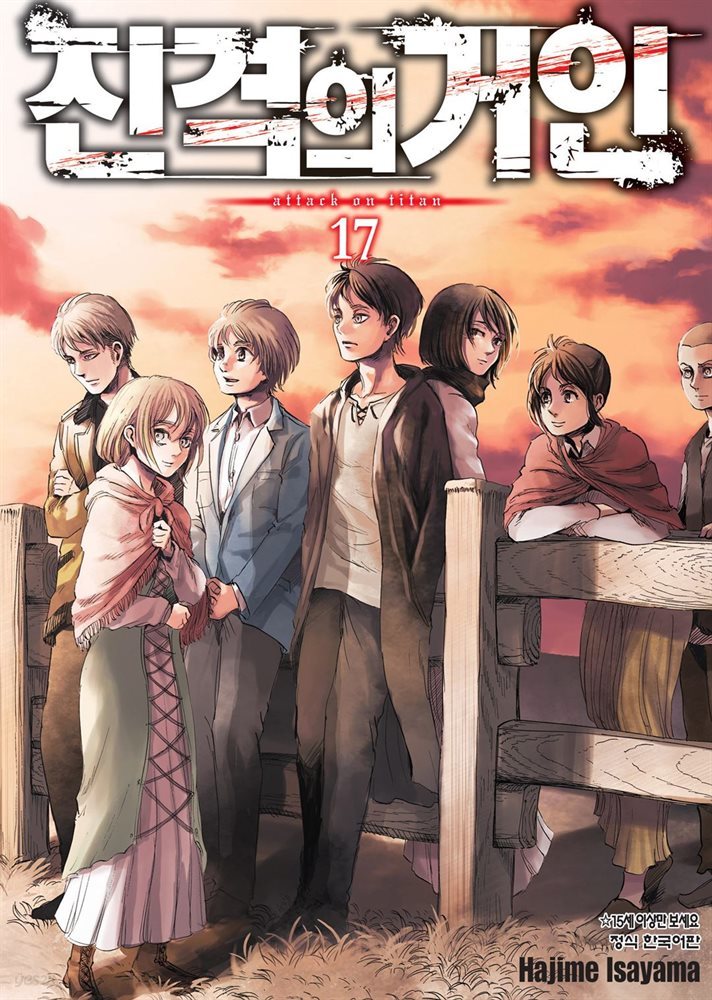 진격의 거인
attack on titan
17
☆15세 이상만 보세요
정식 한국어판
Hajime Isayama